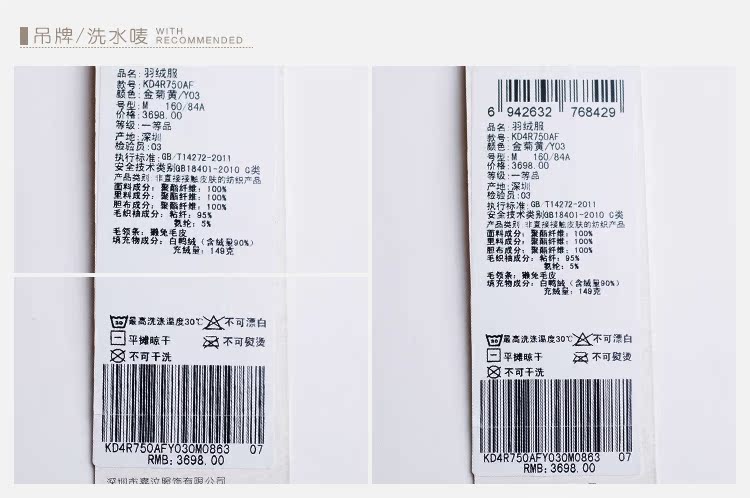 吊牌/洗水唛 WITH
RECOMMENDED
品名: 羽绒服
款号: KD4R750AF
颜色: 金菊黄/Y03
号型: M 160/84A
价格: 3698.00
等级: 一等品
产地: 深圳
检验员: 03
执行标准: GB/T14272-2011
安全技术类别GB18401-2010 C类
产品类别: 非直接接触皮肤的纺织产品
面料成分: 聚酯纤维: 100%
里料成分: 聚酯纤维: 100%
胆布成分: 聚酯纤维: 100%
毛织袖成分: 粘纤: 95%
氨纶: 5%
毛领条: 獭兔毛皮
填充物成分: 白鸭绒 (含绒量90%)
充绒量: 149克
最高洗涤温度30℃ 不可漂白
平摊晾干 不可熨烫
不可干洗
KD4R750AFY030M0863 07
RMB: 3698.00
深圳市嘉汶服饰有限公司
6 942632 768429
品名: 羽绒服
款号: KD4R750AF
颜色: 金菊黄/Y03
号型: M 160/84A
价格: 3698.00
等级: 一等品
产地: 深圳
检验员: 03
执行标准: GB/T14272-2011
安全技术类别GB18401-2010 C类
产品类别: 非直接接触皮肤的纺织产品
面料成分: 聚酯纤维: 100%
里料成分: 聚酯纤维: 100%
胆布成分: 聚酯纤维: 100%
毛织袖成分: 粘纤: 95%
氨纶: 5%
毛领条: 獭兔毛皮
填充物成分: 白鸭绒 (含绒量90%)
充绒量: 149克
最高洗涤温度30℃ 不可漂白
平摊晾干 不可熨烫
不可干洗
KD4R750AFY030M0863 07
RMB: 3698.00